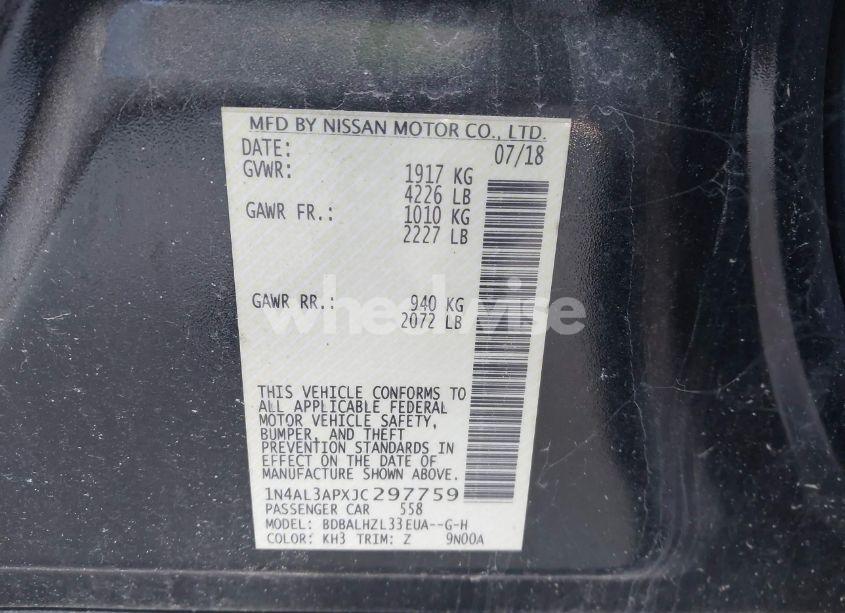 MFD BY NISSAN MOTOR CO., LTD.
DATE: 07/18
GVWR: 1917 KG
4226 LB
GAWR FR.: 1010 KG
2227 LB
GAWR RR.: 940 KG
2072 LB
wheelwise
THIS VEHICLE CONFORMS TO
ALL APPLICABLE FEDERAL
MOTOR VEHICLE SAFETY,
BUMPER, AND THEFT
PREVENTION STANDARDS IN
EFFECT ON THE DATE OF
MANUFACTURE SHOWN ABOVE.
1N4AL3APXJC297759
PASSENGER CAR 558
MODEL: BDBALHZL33EUA--G-H
COLOR: KH3 TRIM: Z 9N00A